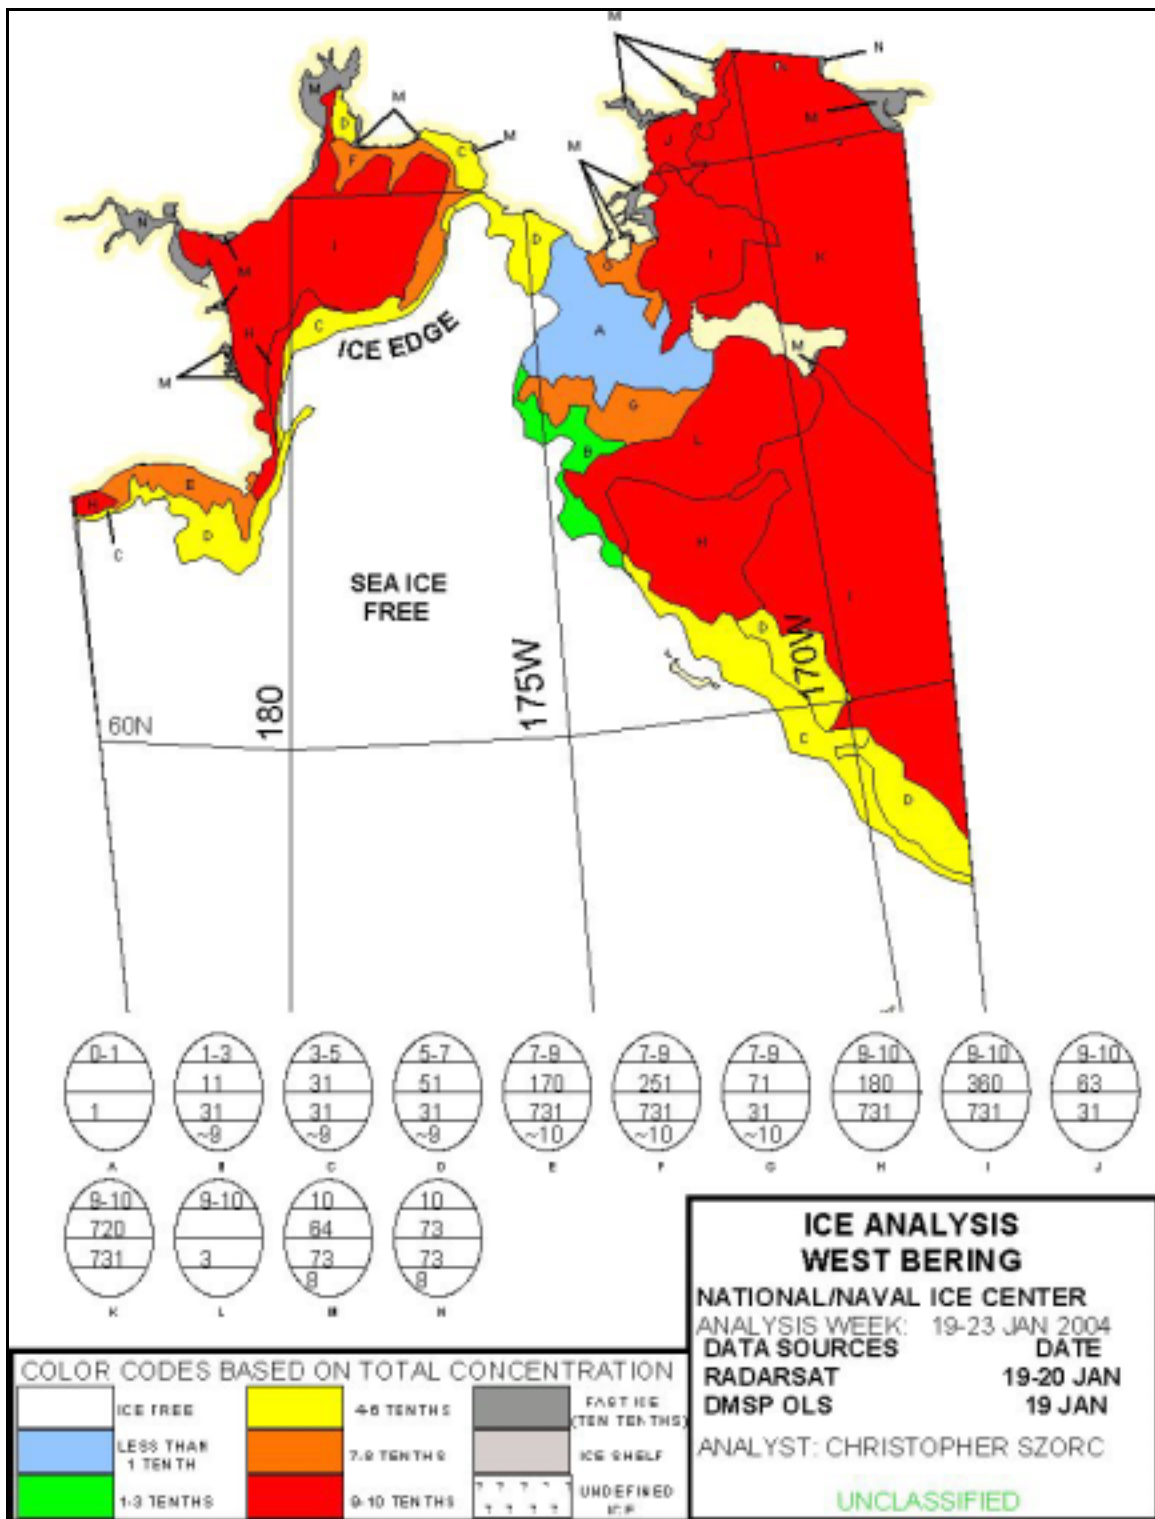 M
N
M
M
D
M
M
M
F
C
J
M
N
D
G
I
I
K
M
A
C
ICE EDGE
H
M
M
G
L
B
E
H
D
C
H
SEA ICE
FREE
I
D
170W
175W
180
60N
C
D
0-1 1-3 3-5 5-7 7-9 7-9 7-9 9-10 9-10 9-10
11 31 51 170 251 71 180 360 63
1 31 31 31 731 731 31 731 731 31
~9 ~9 ~9 ~10 ~10 ~10
A B C D E F G H I J
9-10 9-10 10 10
720 64 73
731 3 73 73
8 8
K L M N
ICE ANALYSIS
WEST BERING
NATIONAL/NAVAL ICE CENTER
ANALYSIS WEEK: 19-23 JAN 2004
DATA SOURCES DATE
RADARSAT 19-20 JAN
DMSP OLS 19 JAN
ANALYST: CHRISTOPHER SZORC
UNCLASSIFIED
COLOR CODES BASED ON TOTAL CONCENTRATION
ICE FREE
LESS THAN
1 TENTH
1-3 TENTHS
4-6 TENTHS
7-8 TENTHS
9-10 TENTHS
FAST ICE
(TEN TENTHS)
ICE SHELF
UNDEFINED
ICE